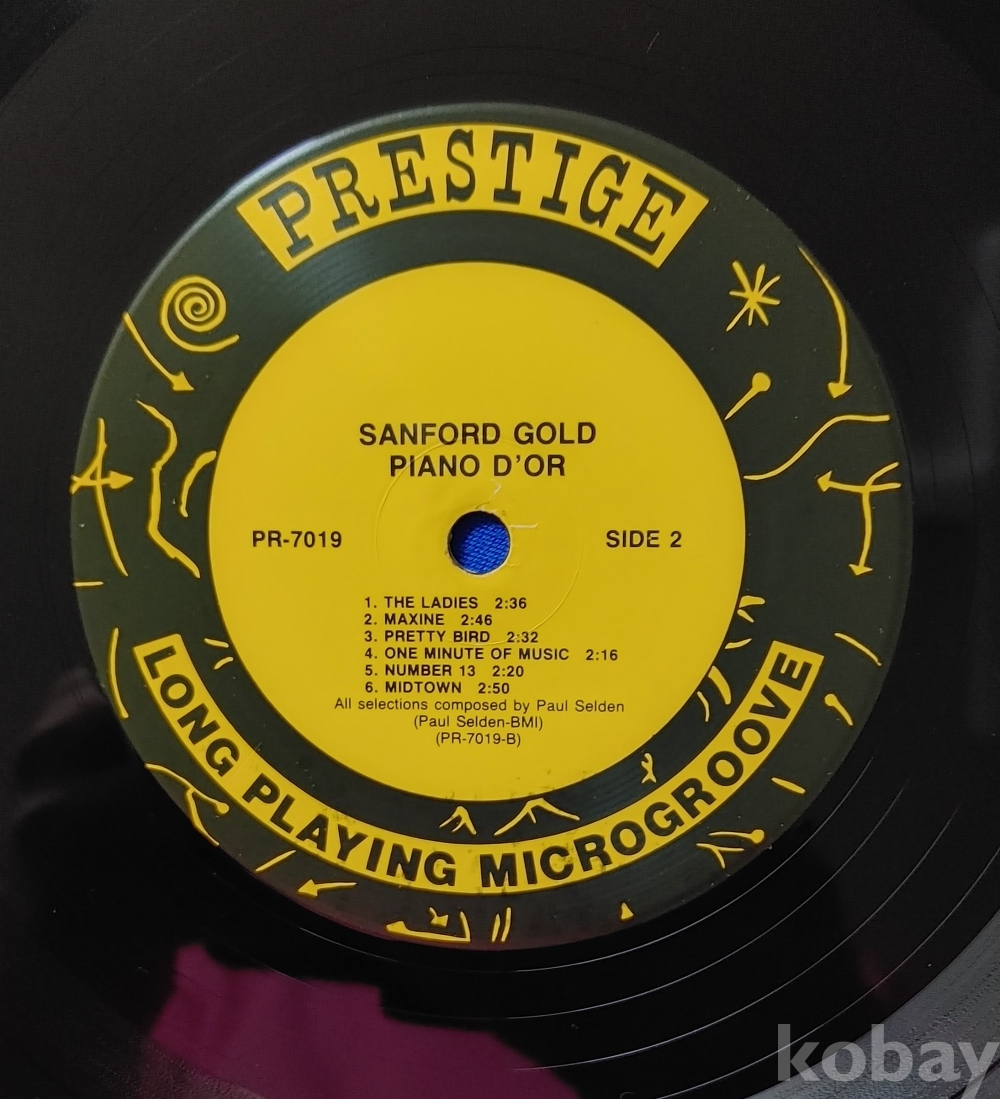 PRESTIGE
SANFORD GOLD
PIANO D'OR
PR-7019
SIDE 2
1. THE LADIES 2:36
2. MAXINE 2:46
3. PRETTY BIRD 2:32
4. ONE MINUTE OF MUSIC 2:16
5. NUMBER 13 2:20
6. MIDTOWN 2:50
All selections composed by Paul Selden
(Paul Selden-BMI)
(PR-7019-B)
LONG PLAYING MICROGROOVE
kobay